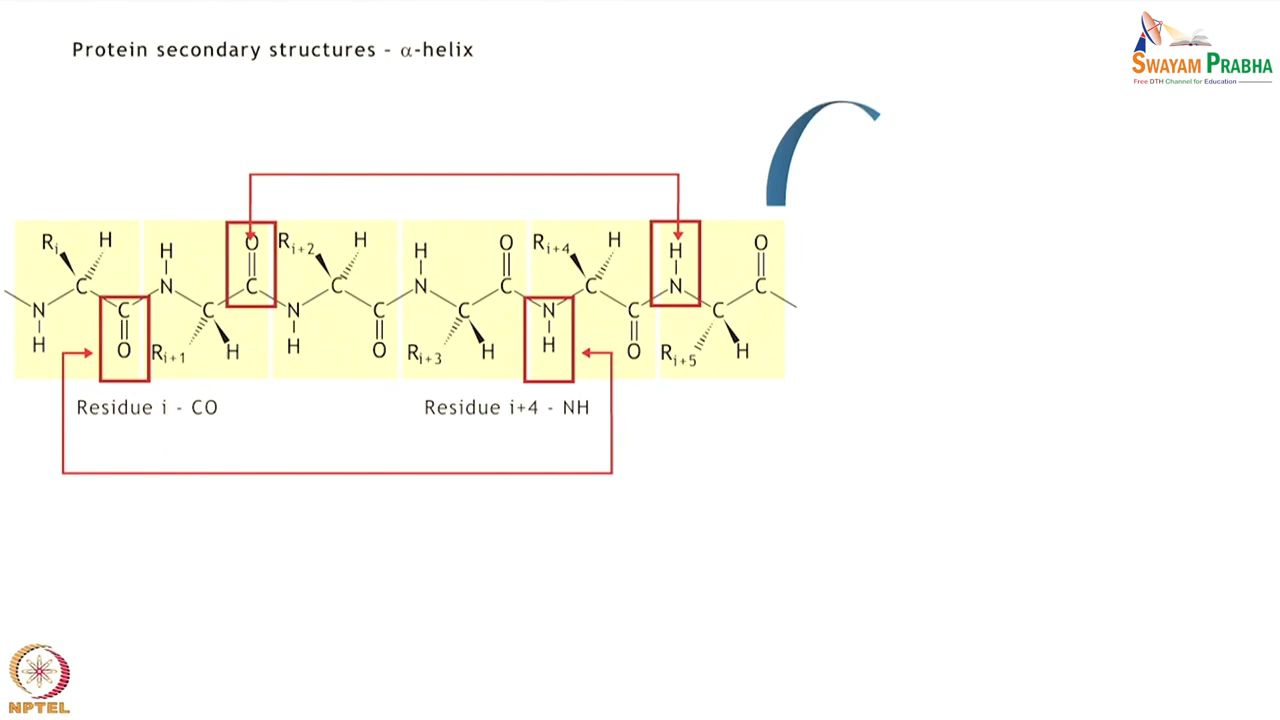 Protein secondary structures - α-helix
SWAYAM PRABHA
Free DTH Channel for Education
Rᵢ H H O Rᵢ₊₂ H H O Rᵢ₊₄ H H O
N C C N C C N C C N C C N C C N C C
H O Rᵢ₊₁ H H O Rᵢ₊₃ H H O Rᵢ₊₅ H
Residue i - CO Residue i+4 - NH
NPTEL